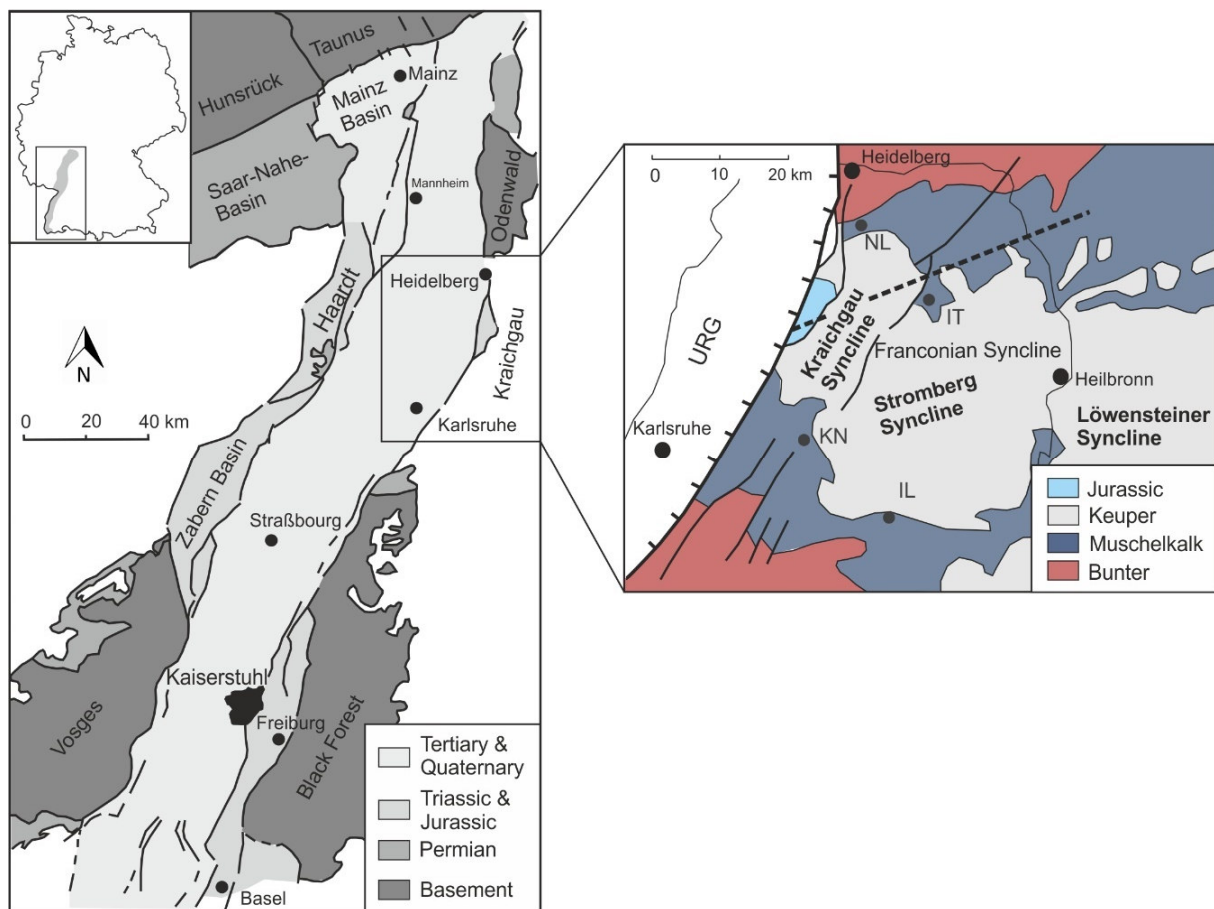 Taunus
Hunsrück
Mainz
Mainz
Basin
Saar-Nahe-
Basin
Mannheim
Odenwald
Heidelberg
Haardt
Kraichgau
N
0 20 40 km
Karlsruhe
Zabern Basin
Straßbourg
Kaiserstuhl
Freiburg
Vosges
Black Forest
Basel
Tertiary &
Quaternary
Triassic &
Jurassic
Permian
Basement
0 10 20 km
Heidelberg
NL
IT
URG
Kraichgau
Syncline
Franconian Syncline
Stromberg
Syncline
Heilbronn
Löwensteiner
Syncline
Karlsruhe
KN
IL
Jurassic
Keuper
Muschelkalk
Bunter